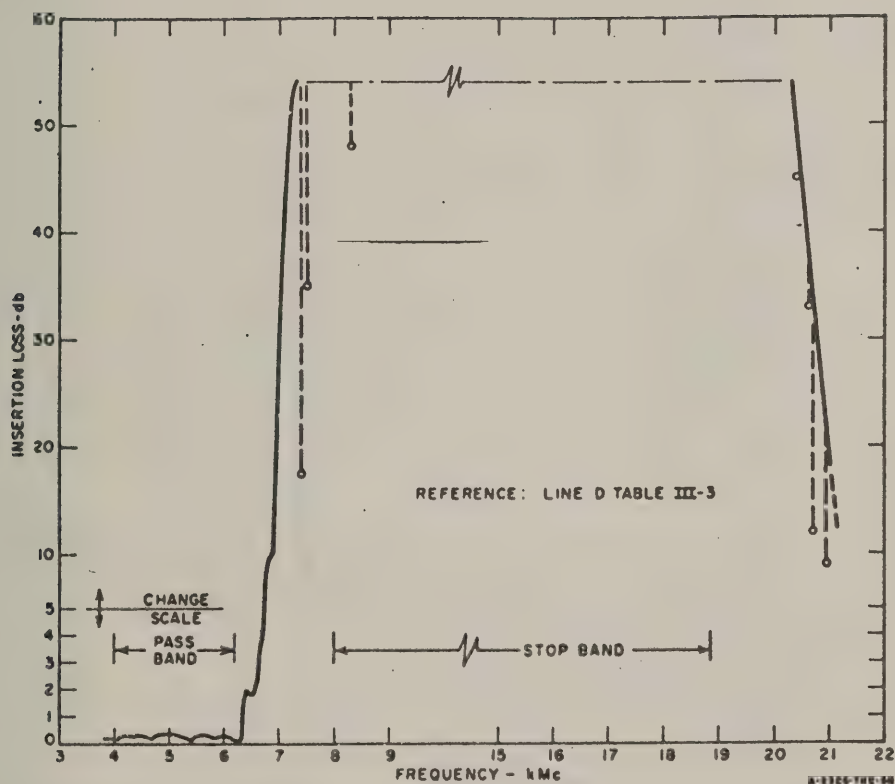 60
50
40
30
20
10
5
4
3
2
1
0
INSERTION LOSS-db
CHANGE
SCALE
PASS
BAND
STOP BAND
REFERENCE: LINE D TABLE III-3
3 4 5 6 7 8 9 15 18 19 20 21 22
FREQUENCY - kMc